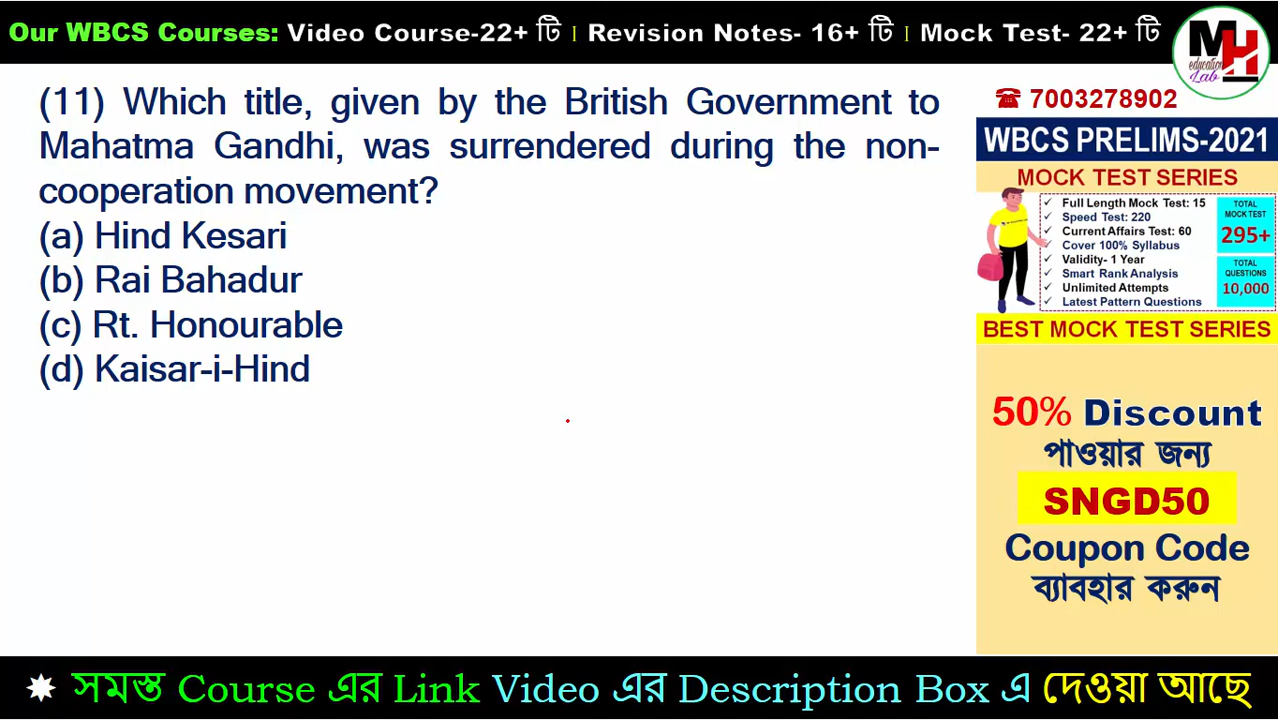 Our WBCS Courses: Video Course-22+ টি I Revision Notes- 16+ টি I Mock Test- 22+ টি
MH
education
Lab
(11) Which title, given by the British Government to
Mahatma Gandhi, was surrendered during the non-
cooperation movement?
(a) Hind Kesari
(b) Rai Bahadur
(c) Rt. Honourable
(d) Kaisar-i-Hind
☎ 7003278902
WBCS PRELIMS-2021
MOCK TEST SERIES
✓ Full Length Mock Test: 15
✓ Speed Test: 220
✓ Current Affairs Test: 60
✓ Cover 100% Syllabus
✓ Validity- 1 Year
✓ Smart Rank Analysis
✓ Unlimited Attempts
✓ Latest Pattern Questions
TOTAL
MOCK TEST
295+
TOTAL
QUESTIONS
10,000
BEST MOCK TEST SERIES
50% Discount
পাওয়ার জন্য
SNGD50
Coupon Code
ব্যাবহার করুন
সমস্ত Course এর Link Video এর Description Box এ দেওয়া আছে